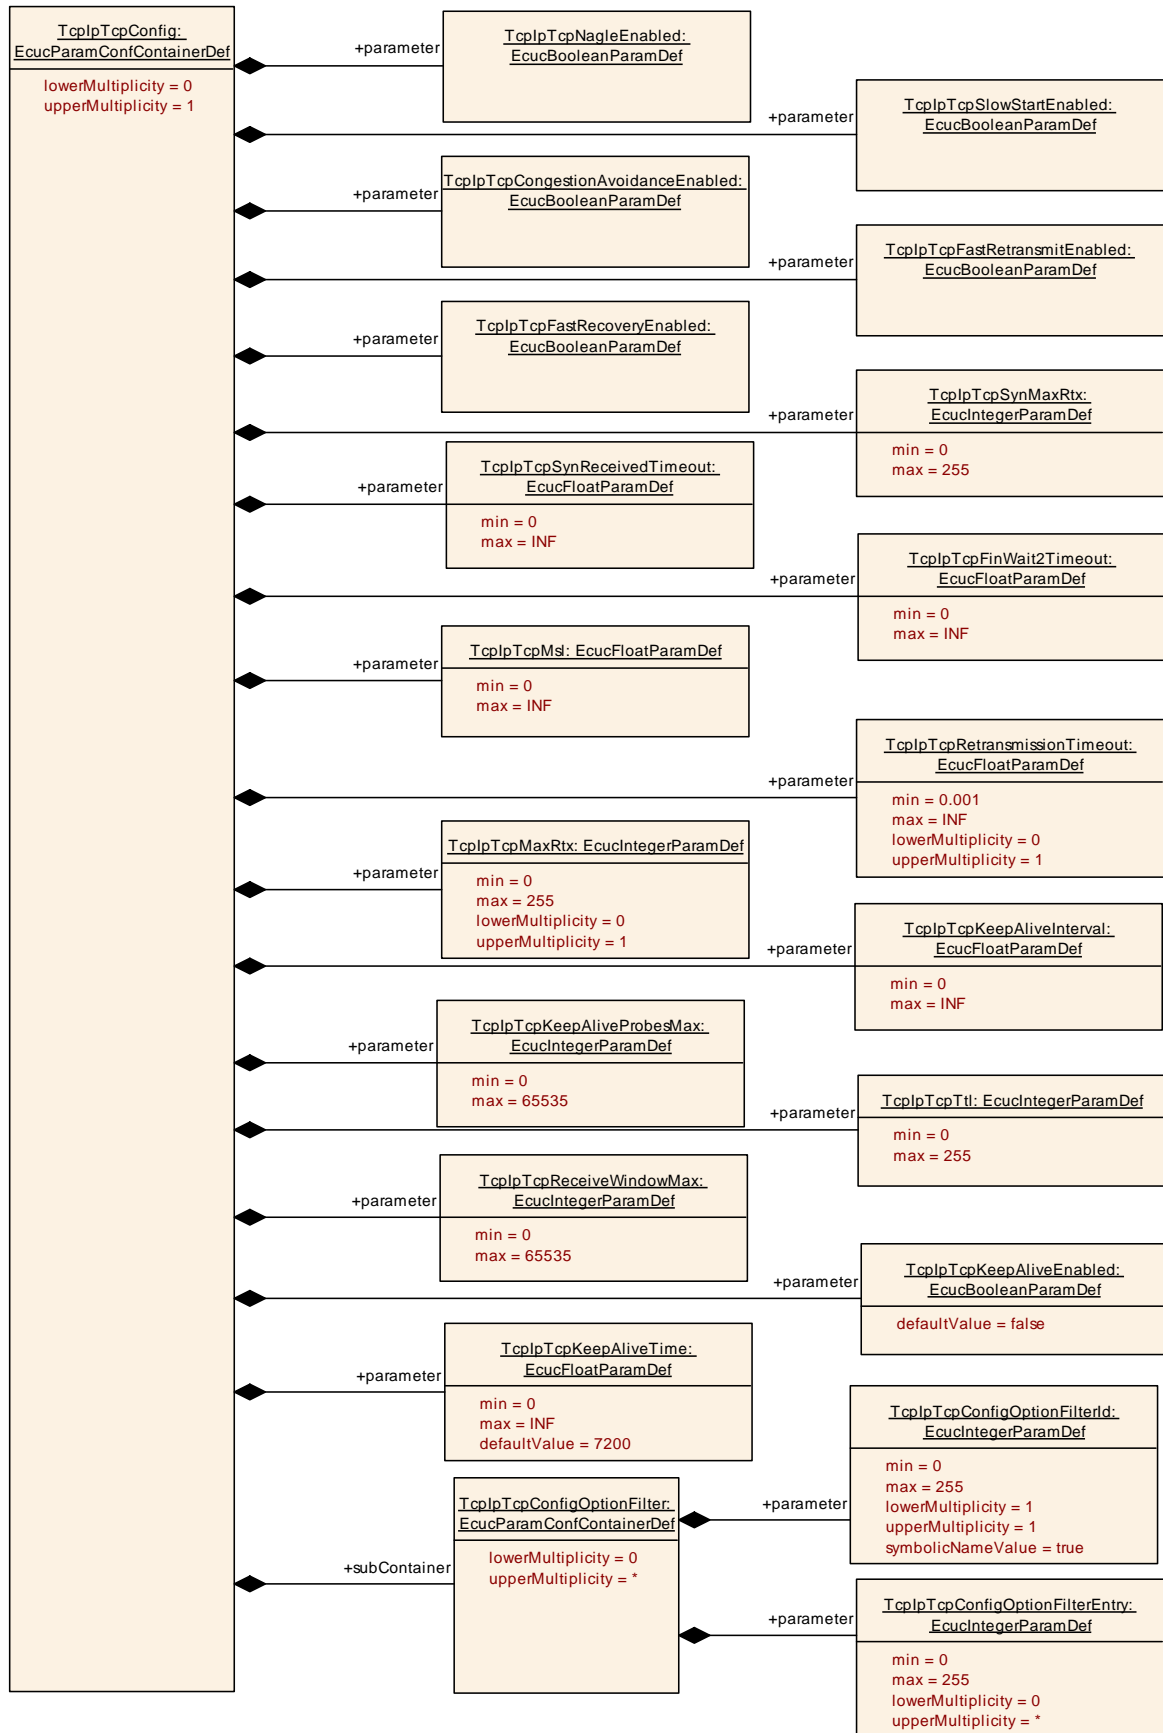 TcpIpTcpConfig:
EcucParamConfContainerDef
lowerMultiplicity = 0
upperMultiplicity = 1
+parameter
TcpIpTcpNagleEnabled:
EcucBooleanParamDef
+parameter
TcpIpTcpSlowStartEnabled:
EcucBooleanParamDef
+parameter
TcpIpTcpCongestionAvoidanceEnabled:
EcucBooleanParamDef
+parameter
TcpIpTcpFastRetransmitEnabled:
EcucBooleanParamDef
+parameter
TcpIpTcpFastRecoveryEnabled:
EcucBooleanParamDef
+parameter
TcpIpTcpSynMaxRtx:
EcucIntegerParamDef
min = 0
max = 255
+parameter
TcpIpTcpSynReceivedTimeout:
EcucFloatParamDef
min = 0
max = INF
+parameter
TcpIpTcpFinWait2Timeout:
EcucFloatParamDef
min = 0
max = INF
+parameter
TcpIpTcpMsl: EcucFloatParamDef
min = 0
max = INF
+parameter
TcpIpTcpRetransmissionTimeout:
EcucFloatParamDef
min = 0.001
max = INF
lowerMultiplicity = 0
upperMultiplicity = 1
+parameter
TcpIpTcpMaxRtx: EcucIntegerParamDef
min = 0
max = 255
lowerMultiplicity = 0
upperMultiplicity = 1
+parameter
TcpIpTcpKeepAliveInterval:
EcucFloatParamDef
min = 0
max = INF
+parameter
TcpIpTcpKeepAliveProbesMax:
EcucIntegerParamDef
min = 0
max = 65535
+parameter
TcpIpTcpTtl: EcucIntegerParamDef
min = 0
max = 255
+parameter
TcpIpTcpReceiveWindowMax:
EcucIntegerParamDef
min = 0
max = 65535
+parameter
TcpIpTcpKeepAliveEnabled:
EcucBooleanParamDef
defaultValue = false
+parameter
TcpIpTcpKeepAliveTime:
EcucFloatParamDef
min = 0
max = INF
defaultValue = 7200
+subContainer
TcpIpTcpConfigOptionFilter:
EcucParamConfContainerDef
lowerMultiplicity = 0
upperMultiplicity = *
+parameter
TcpIpTcpConfigOptionFilterId:
EcucIntegerParamDef
min = 0
max = 255
lowerMultiplicity = 1
upperMultiplicity = 1
symbolicNameValue = true
+parameter
TcpIpTcpConfigOptionFilterEntry:
EcucIntegerParamDef
min = 0
max = 255
lowerMultiplicity = 0
upperMultiplicity = *